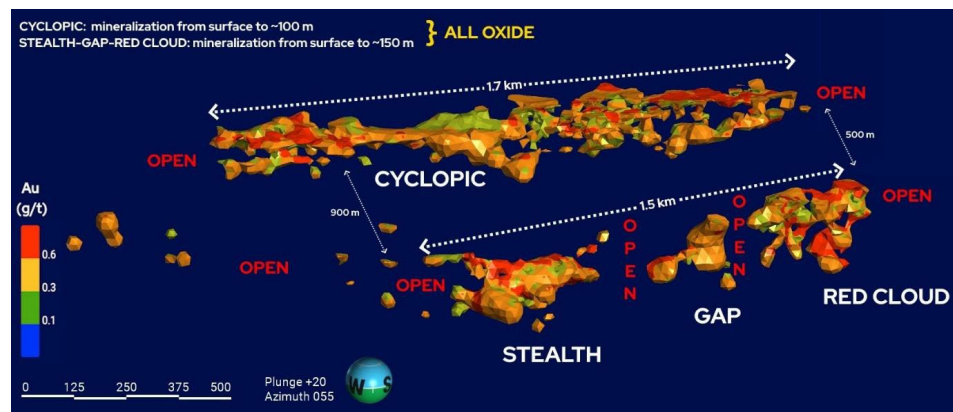 CYCLOPIC: mineralization from surface to ~100 m
STEALTH-GAP-RED CLOUD: mineralization from surface to ~150 m
} ALL OXIDE
1.7 km
OPEN
500 m
OPEN
CYCLOPIC
Au
(g/t)
0.6
0.3
0.1
900 m
1.5 km
OPEN
OPEN
OPEN
OPEN
OPEN
RED CLOUD
GAP
STEALTH
0 125 250 375 500
Plunge +20
Azimuth 055
W S